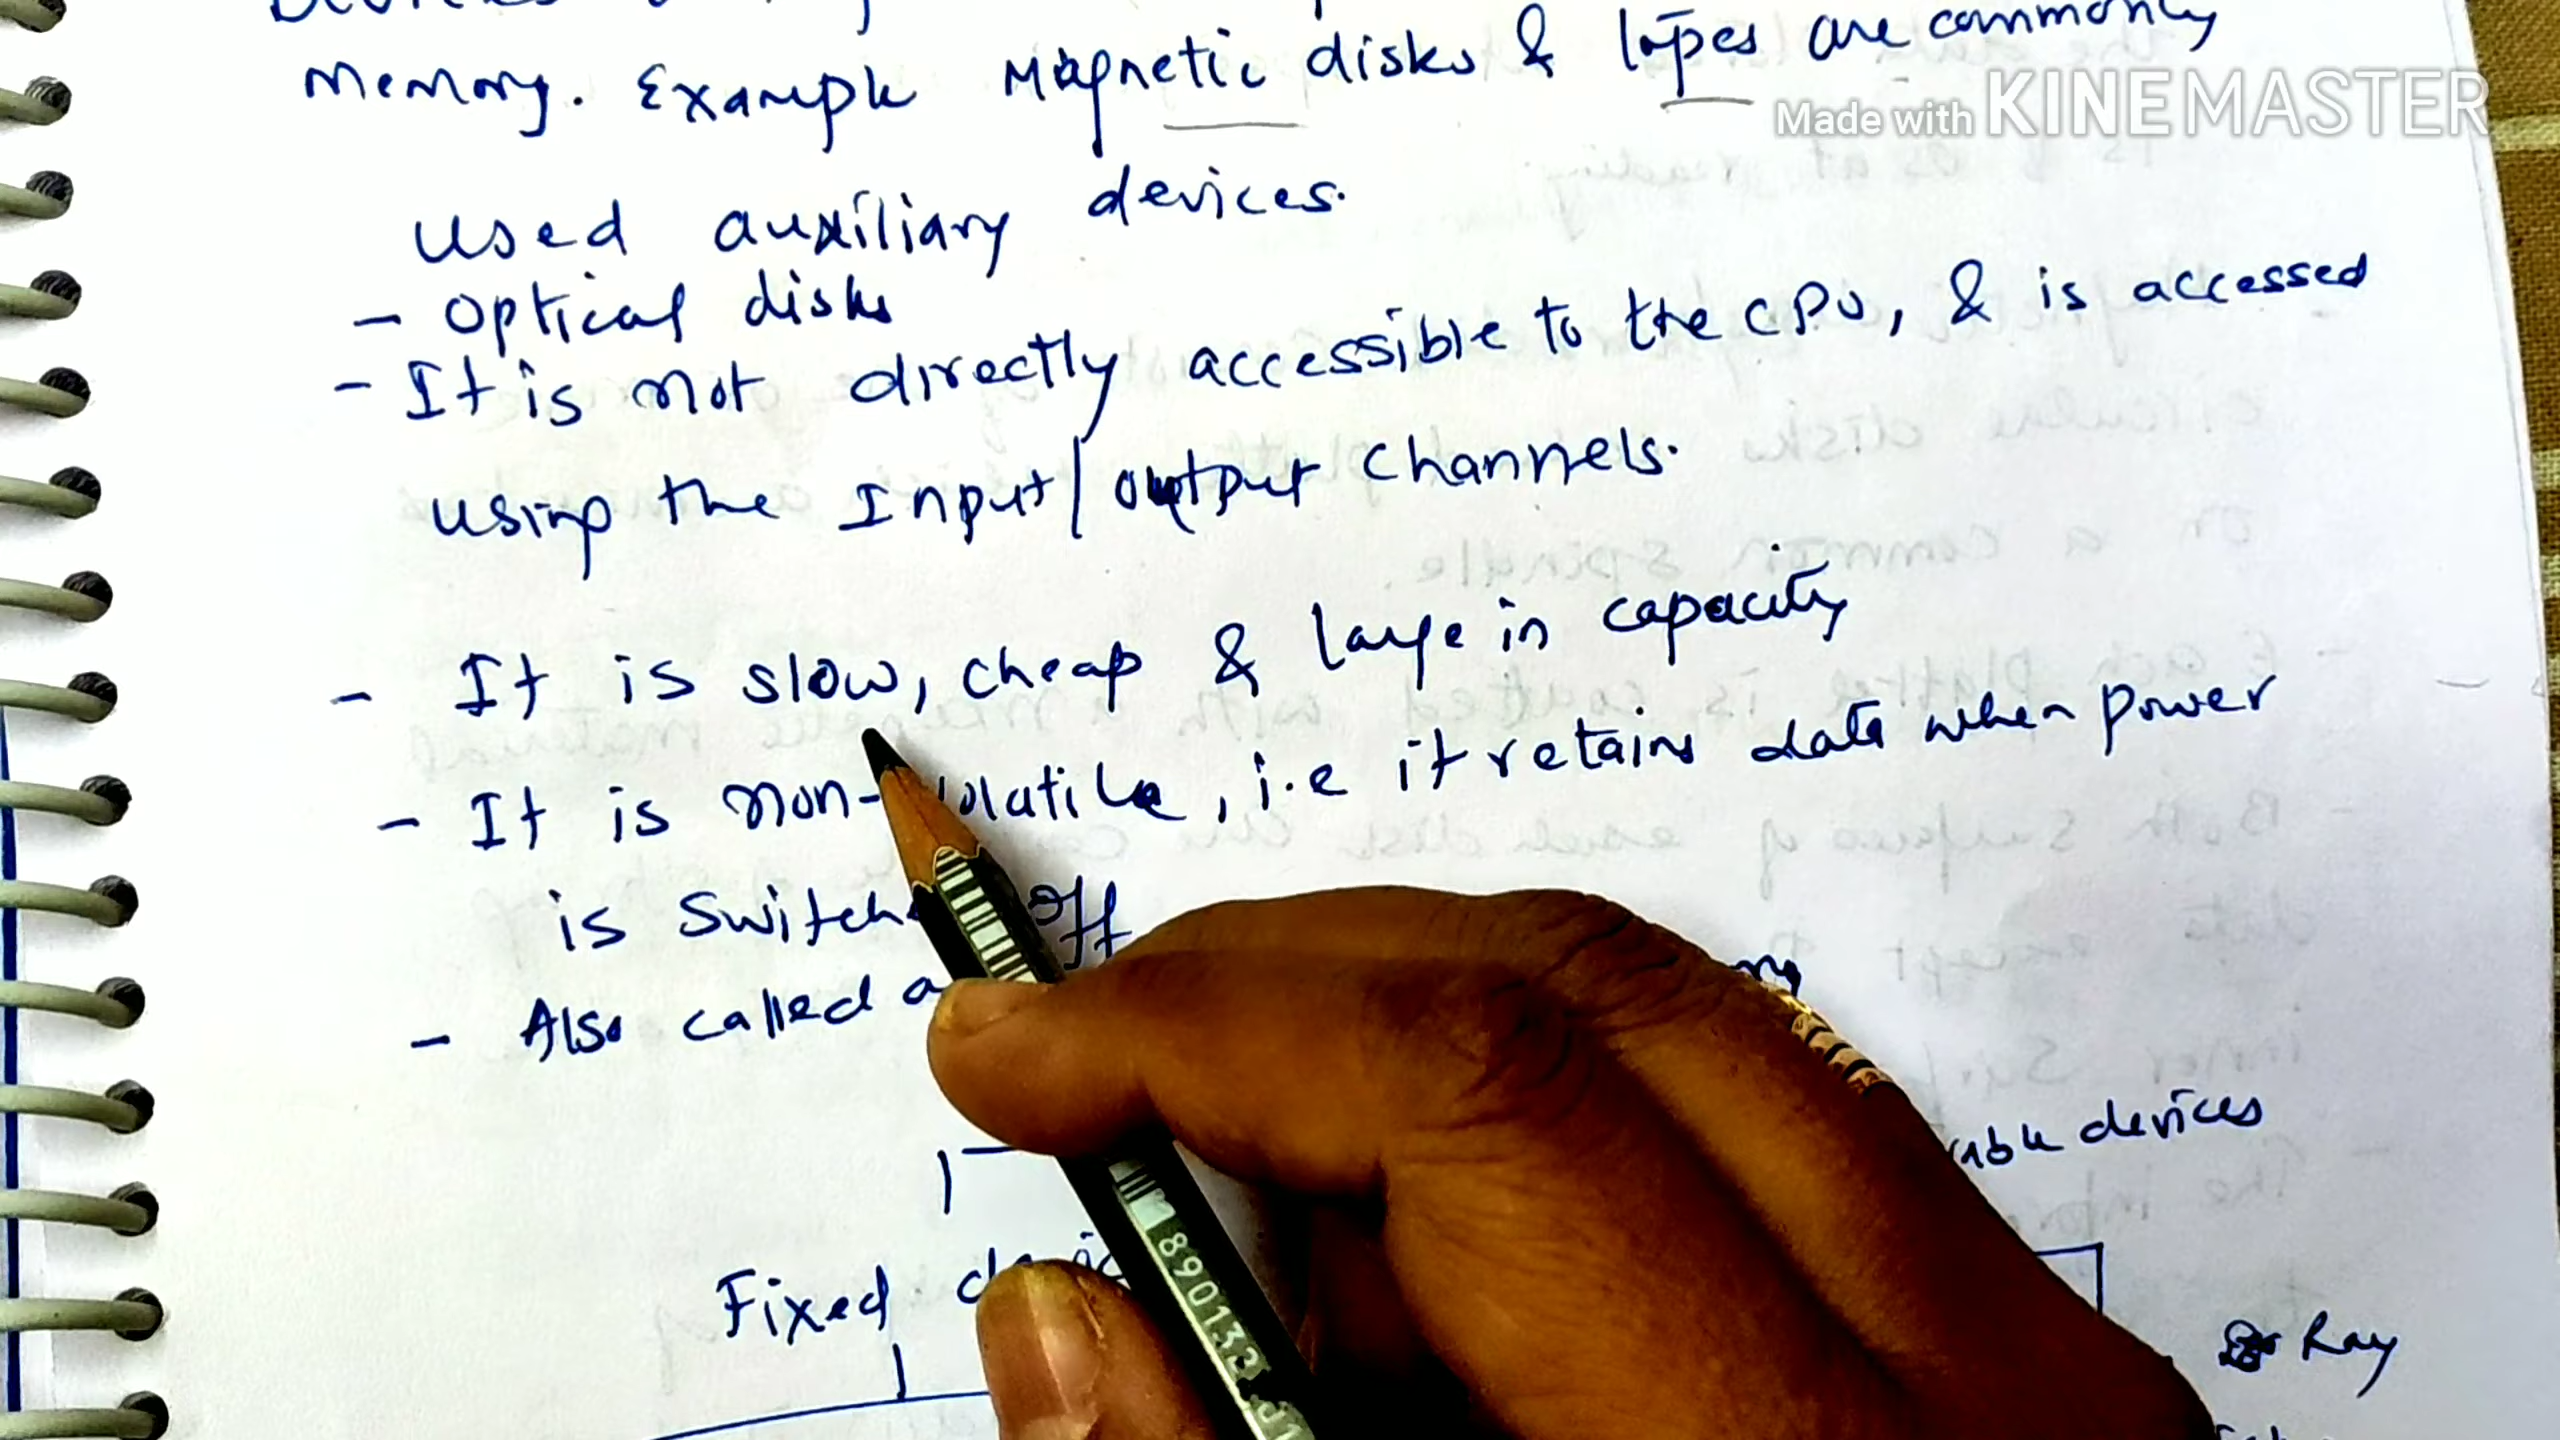 memory. Example Magnetic disks & tapes are commonly
Made with KINEMASTER
used auxiliary devices.
- Optical disks
- It is not directly accessible to the CPU, & is accessed
using the Input/output channels.
- It is slow, cheap & large in capacity
- It is non-volatile, i.e it retains data when power
is switch off
- Also called
devices
Fixed
Ray
890133